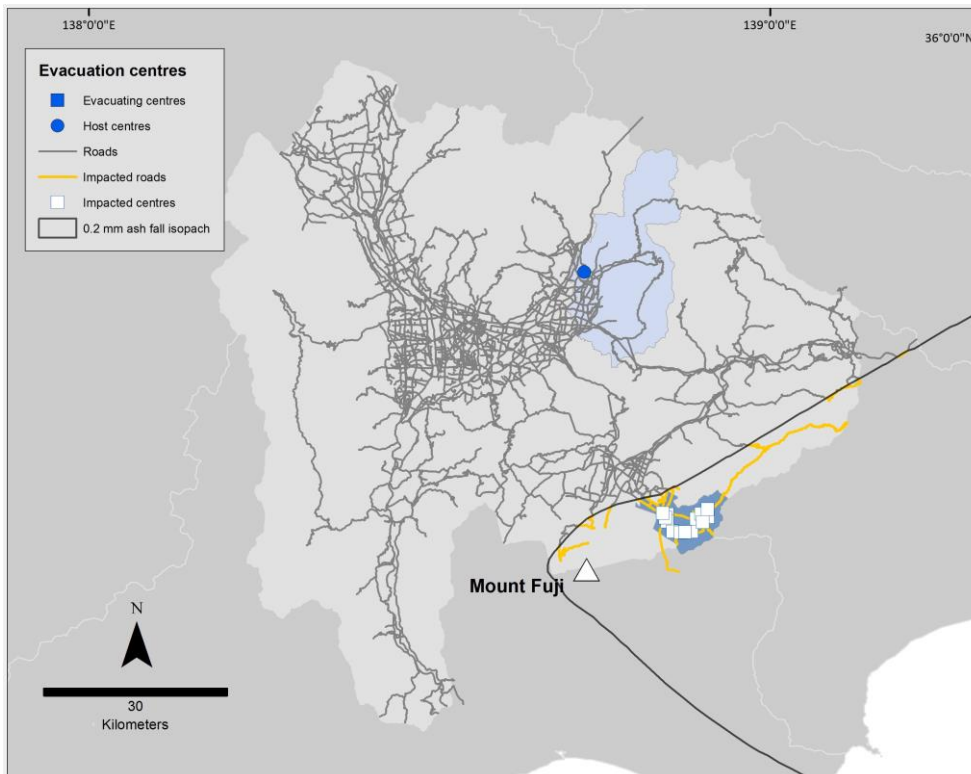 138°0'0"E
139°0'0"E
36°0'0"N
Evacuation centres
Evacuating centres
Host centres
Roads
Impacted roads
Impacted centres
0.2 mm ash fall isopach
Mount Fuji
N
30
Kilometers